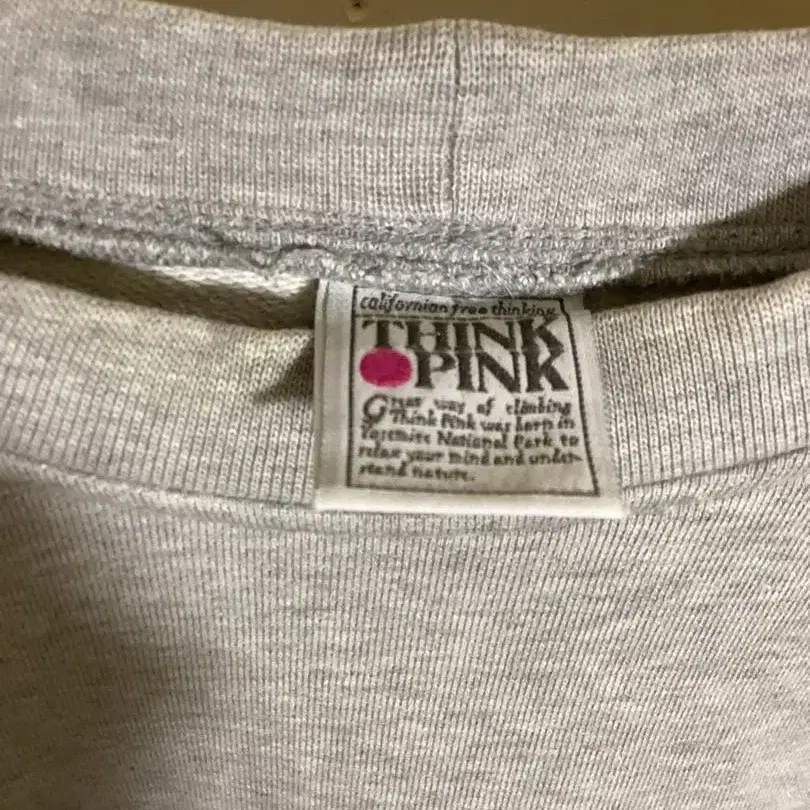 californian free thinking
THINK
PINK
Great way of climbing
Think Pink was born in
Yosemite National Park to
relax your mind and under-
stand nature.